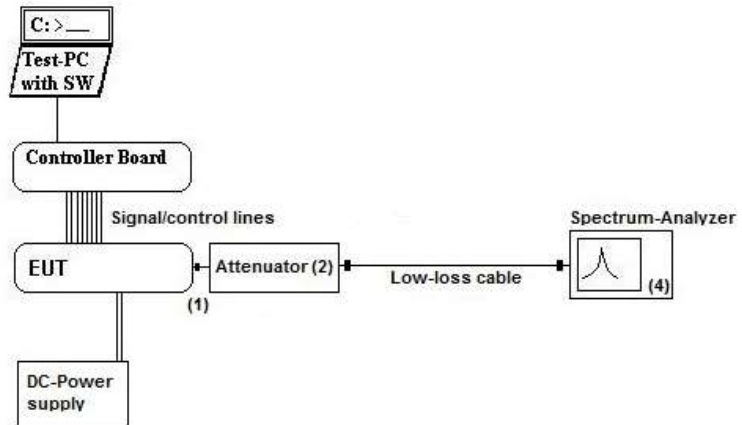 C:>__
Test-PC
with SW
Controller Board
Signal/control lines
Spectrum-Analyzer
EUT
Attenuator (2)
Low-loss cable
(4)
(1)
DC-Power
supply